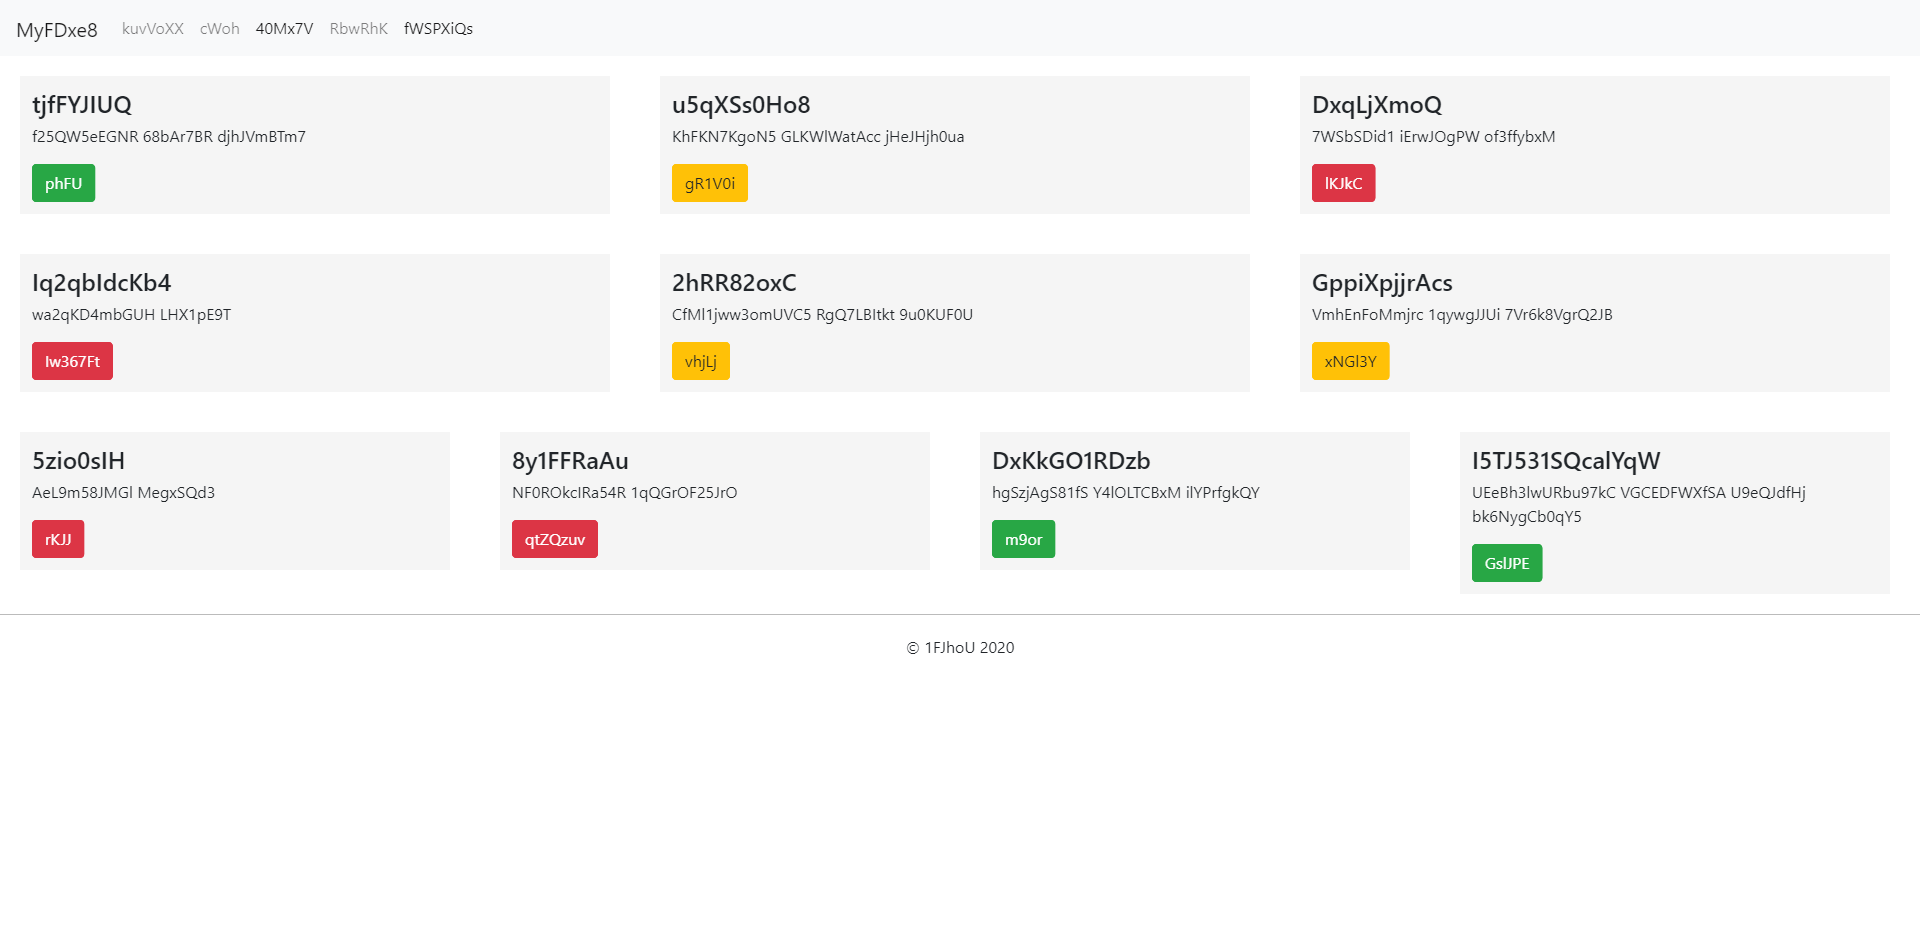 MyFDxe8 kuvVoXX cWoh 40Mx7V RbwRhK fWSPXiQs
tjfFYJIUQ
f25QW5eEGNR 68bAr7BR djhJVmBTm7
phFU
u5qXSs0Ho8
KhFKN7KgoN5 GLKWlWatAcc jHeJHjh0ua
gR1V0i
DxqLjXmoQ
7WSbSDid1 iErwJOgPW of3ffybxM
lKJkC
Iq2qbIdcKb4
wa2qKD4mbGUH LHX1pE9T
Iw367Ft
2hRR82oxC
CfMl1jww3omUVC5 RgQ7LBItkt 9u0KUF0U
vhjLj
GppiXpjjrAcs
VmhEnFoMmjrc 1qywgJJUi 7Vr6k8VgrQ2JB
xNGl3Y
5zio0sIH
AeL9m58JMGl MegxSQd3
rKJJ
8y1FFRaAu
NF0ROkcIRa54R 1qQGrOF25JrO
qtZQzuv
DxKkGO1RDzb
hgSzjAgS81fS Y4lOLTCBxM ilYPrfgkQY
m9or
I5TJ531SQcalYqW
UEeBh3lwURbu97kC VGCEDFWXfSA U9eQJdfHj
bk6NygCb0qY5
GslJPE
© 1FJhoU 2020